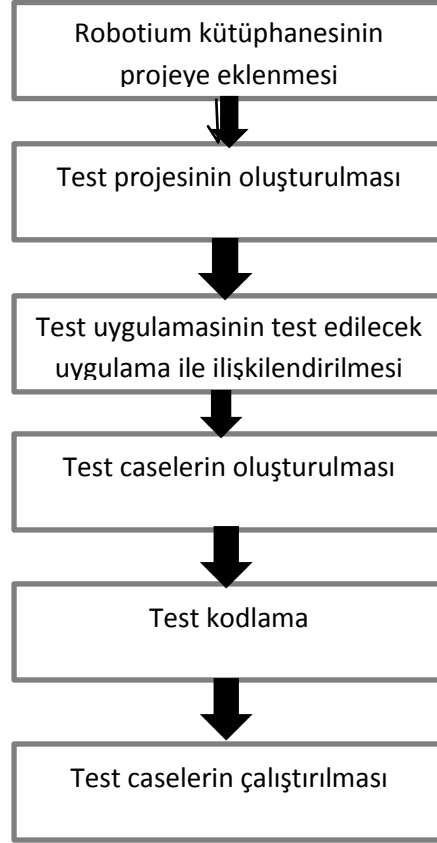 Robotium kütüphanesinin
projeye eklenmesi
Test projesinin oluşturulması
Test uygulamasinin test edilecek
uygulama ile ilişkilendirilmesi
Test caselerin oluşturulması
Test kodlama
Test caselerin çalıştırılması